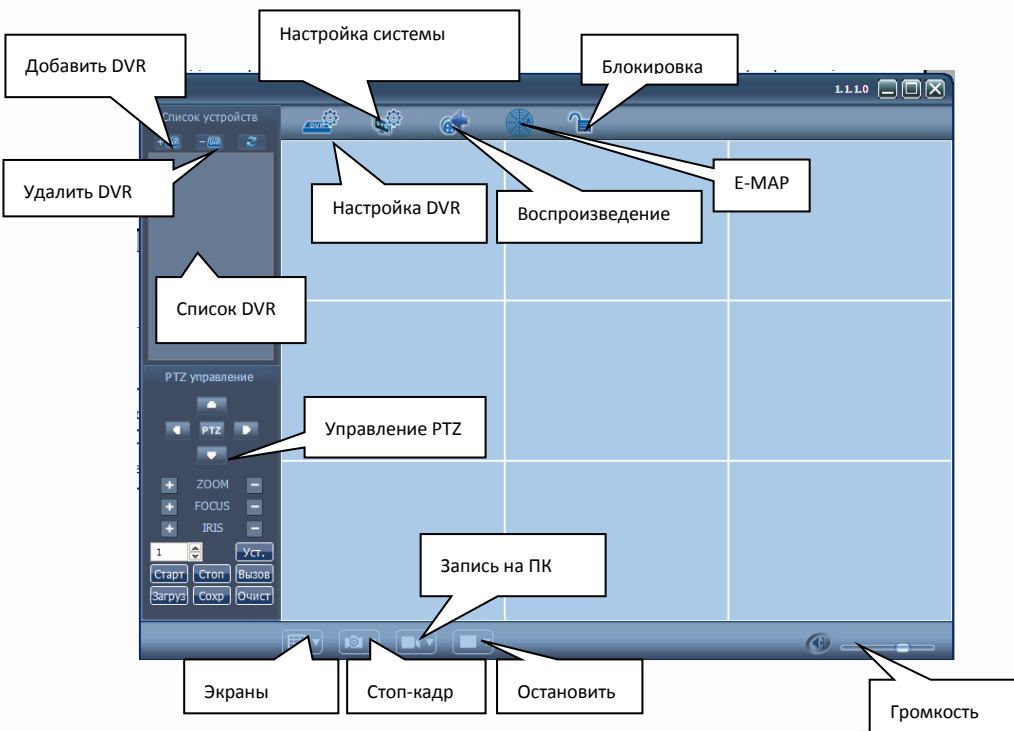 Настройка системы
Добавить DVR
Блокировка
1.1.1.0
Список устройств
DVR
E-MAP
Удалить DVR
Настройка DVR
Воспроизведение
Список DVR
PTZ управление
PTZ
Управление PTZ
+ ZOOM −
+ FOCUS −
+ IRIS −
1 Уст.
Старт Стоп Вызов
Загруз Сохр Очист
Запись на ПК
Экраны
Стоп-кадр
Остановить
Громкость